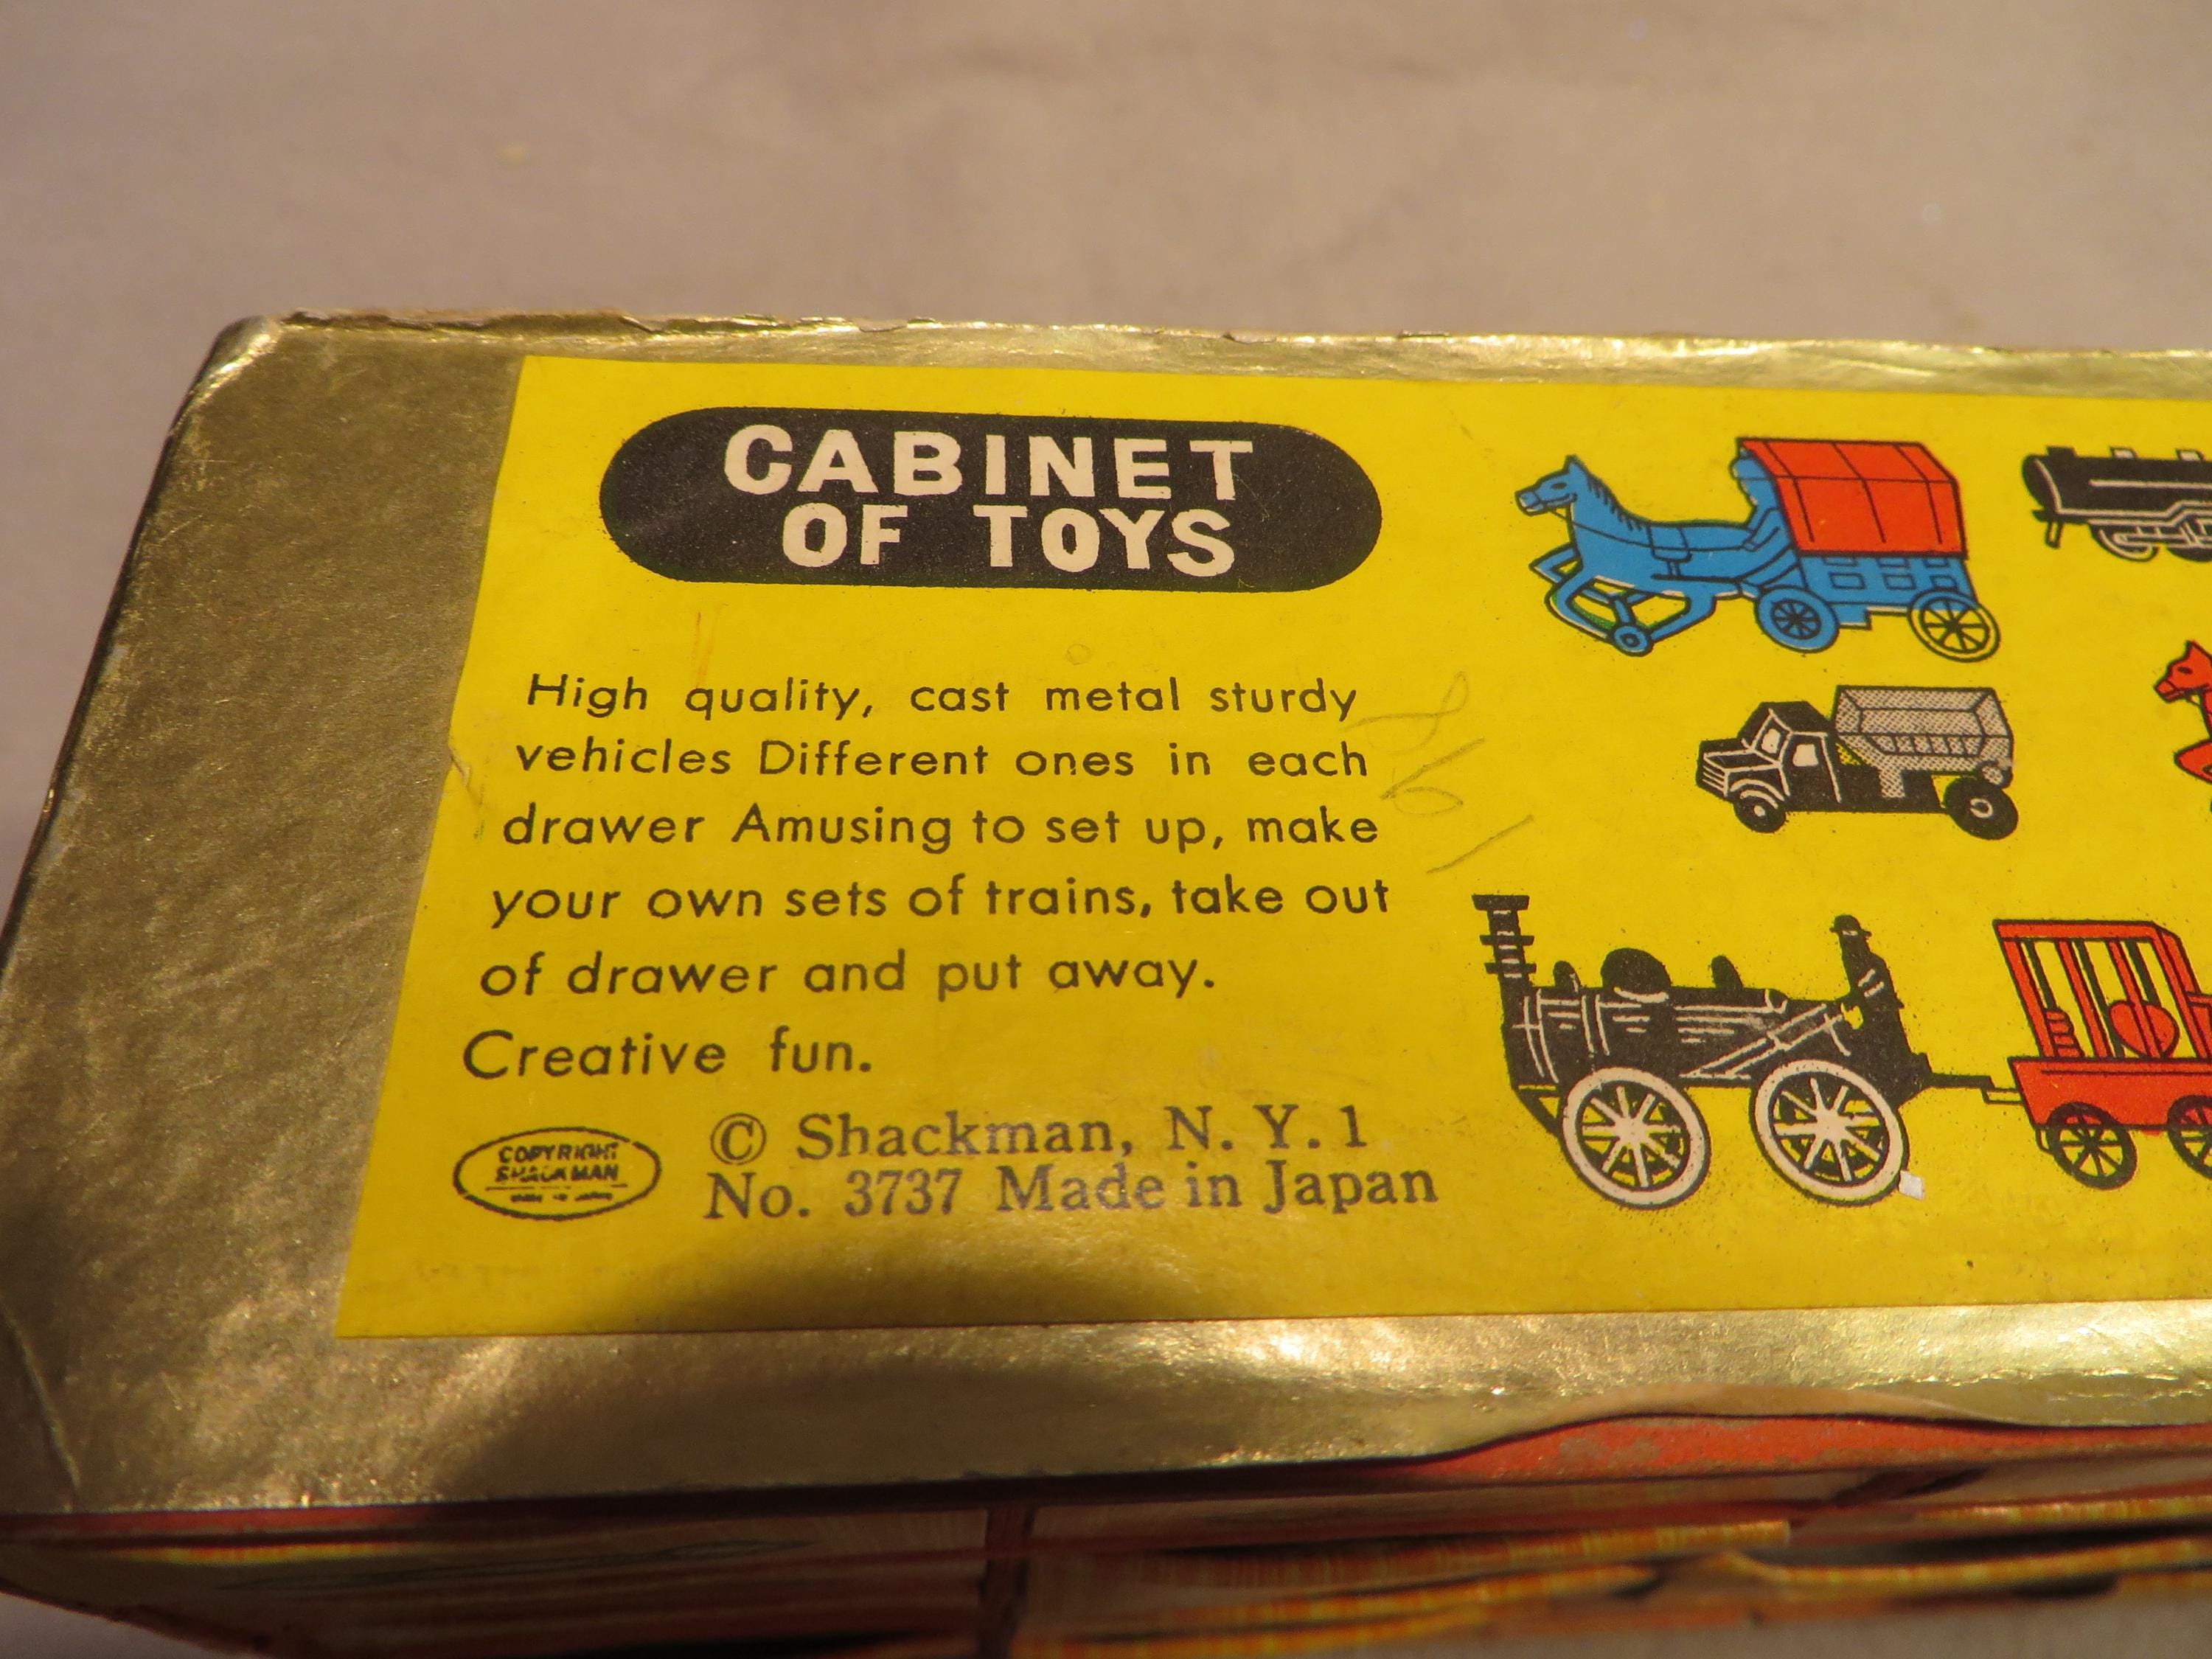 CABINET
OF TOYS
High quality, cast metal sturdy
vehicles Different ones in each
drawer Amusing to set up, make
your own sets of trains, take out
of drawer and put away.
Creative fun.
COPYRIGHT
SHACKMAN
© Shackman, N. Y. 1
No. 3737 Made in Japan